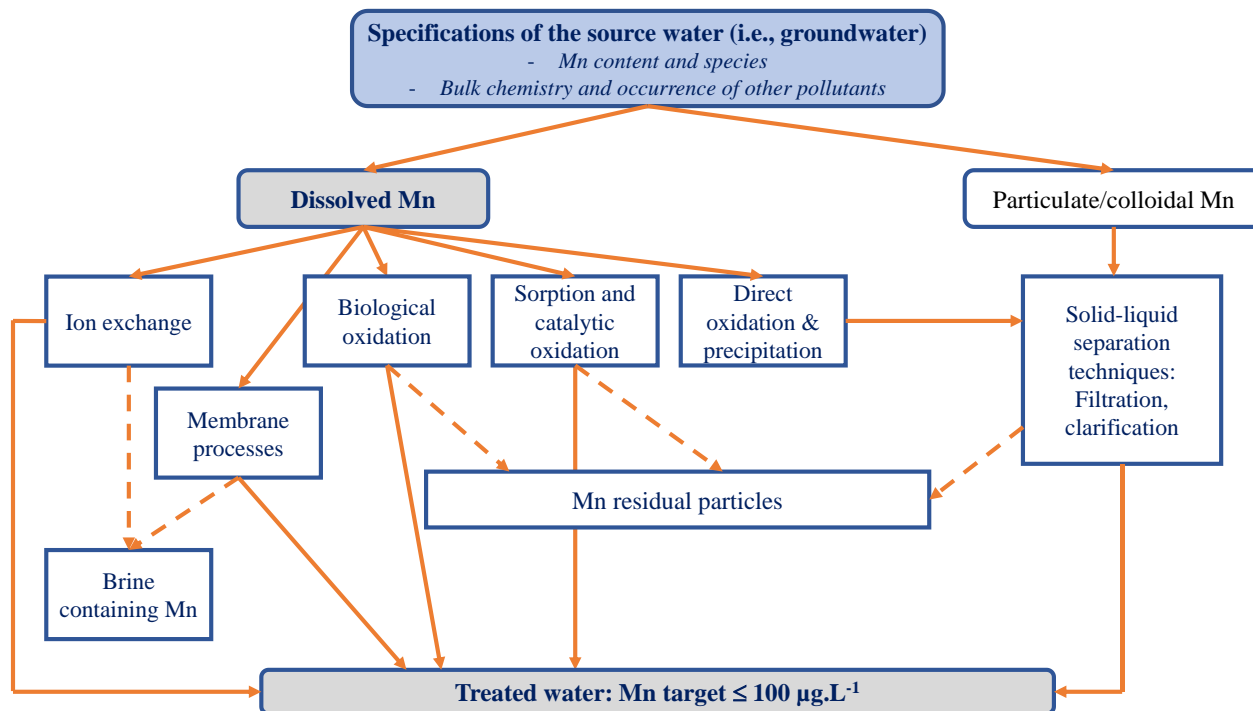 Specifications of the source water (i.e., groundwater)
- Mn content and species
- Bulk chemistry and occurrence of other pollutants
Dissolved Mn
Particulate/colloidal Mn
Ion exchange
Biological
oxidation
Sorption and
catalytic
oxidation
Direct
oxidation &
precipitation
Solid-liquid
separation
techniques:
Filtration,
clarification
Membrane
processes
Mn residual particles
Brine
containing Mn
Treated water: Mn target ≤ 100 µg.L⁻¹